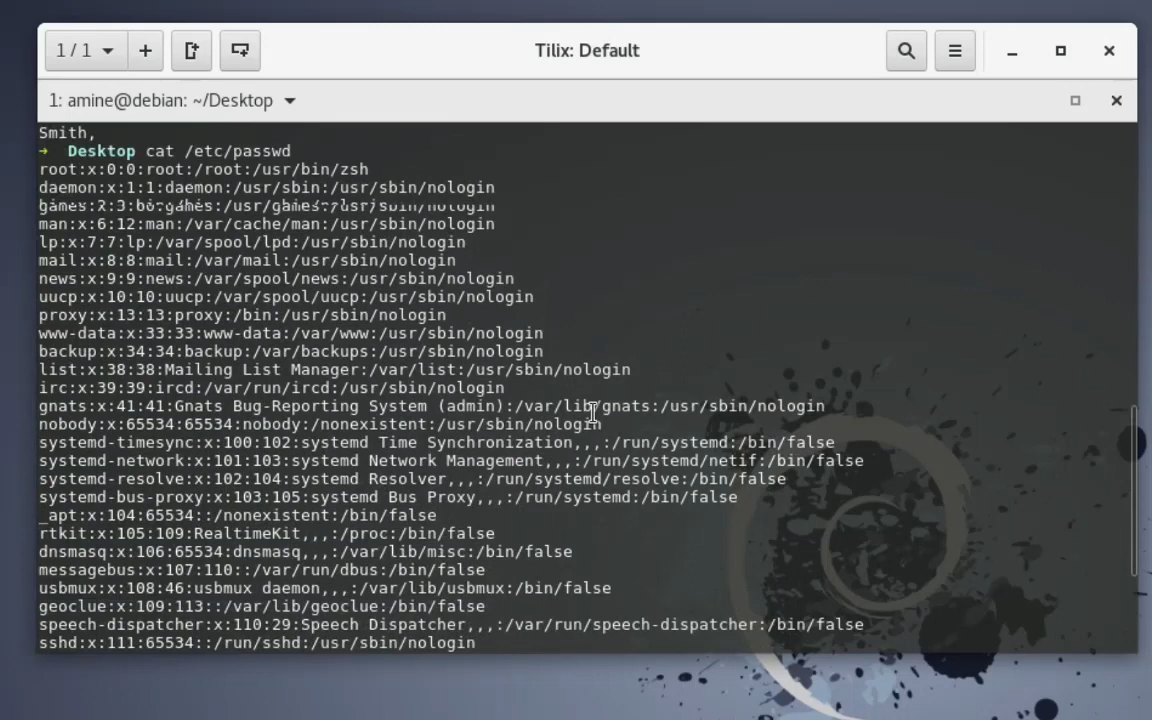 1 / 1
Tilix: Default
1: amine@debian: ~/Desktop
Smith,
→ Desktop cat /etc/passwd
root:x:0:0:root:/root:/usr/bin/zsh
daemon:x:1:1:daemon:/usr/sbin:/usr/sbin/nologin
man:x:6:12:man:/var/cache/man:/usr/sbin/nologin
lp:x:7:7:lp:/var/spool/lpd:/usr/sbin/nologin
mail:x:8:8:mail:/var/mail:/usr/sbin/nologin
news:x:9:9:news:/var/spool/news:/usr/sbin/nologin
uucp:x:10:10:uucp:/var/spool/uucp:/usr/sbin/nologin
proxy:x:13:13:proxy:/bin:/usr/sbin/nologin
www-data:x:33:33:www-data:/var/www:/usr/sbin/nologin
backup:x:34:34:backup:/var/backups:/usr/sbin/nologin
list:x:38:38:Mailing List Manager:/var/list:/usr/sbin/nologin
irc:x:39:39:ircd:/var/run/ircd:/usr/sbin/nologin
gnats:x:41:41:Gnats Bug-Reporting System (admin):/var/lib/gnats:/usr/sbin/nologin
nobody:x:65534:65534:nobody:/nonexistent:/usr/sbin/nologin
systemd-timesync:x:100:102:systemd Time Synchronization,,,:/run/systemd:/bin/false
systemd-network:x:101:103:systemd Network Management,,,:/run/systemd/netif:/bin/false
systemd-resolve:x:102:104:systemd Resolver,,,:/run/systemd/resolve:/bin/false
systemd-bus-proxy:x:103:105:systemd Bus Proxy,,,:/run/systemd:/bin/false
_apt:x:104:65534::/nonexistent:/bin/false
rtkit:x:105:109:RealtimeKit,,,:/proc:/bin/false
dnsmasq:x:106:65534:dnsmasq,,,:/var/lib/misc:/bin/false
messagebus:x:107:110::/var/run/dbus:/bin/false
usbmux:x:108:46:usbmux daemon,,,:/var/lib/usbmux:/bin/false
geoclue:x:109:113::/var/lib/geoclue:/bin/false
speech-dispatcher:x:110:29:Speech Dispatcher,,,:/var/run/speech-dispatcher:/bin/false
sshd:x:111:65534::/run/sshd:/usr/sbin/nologin